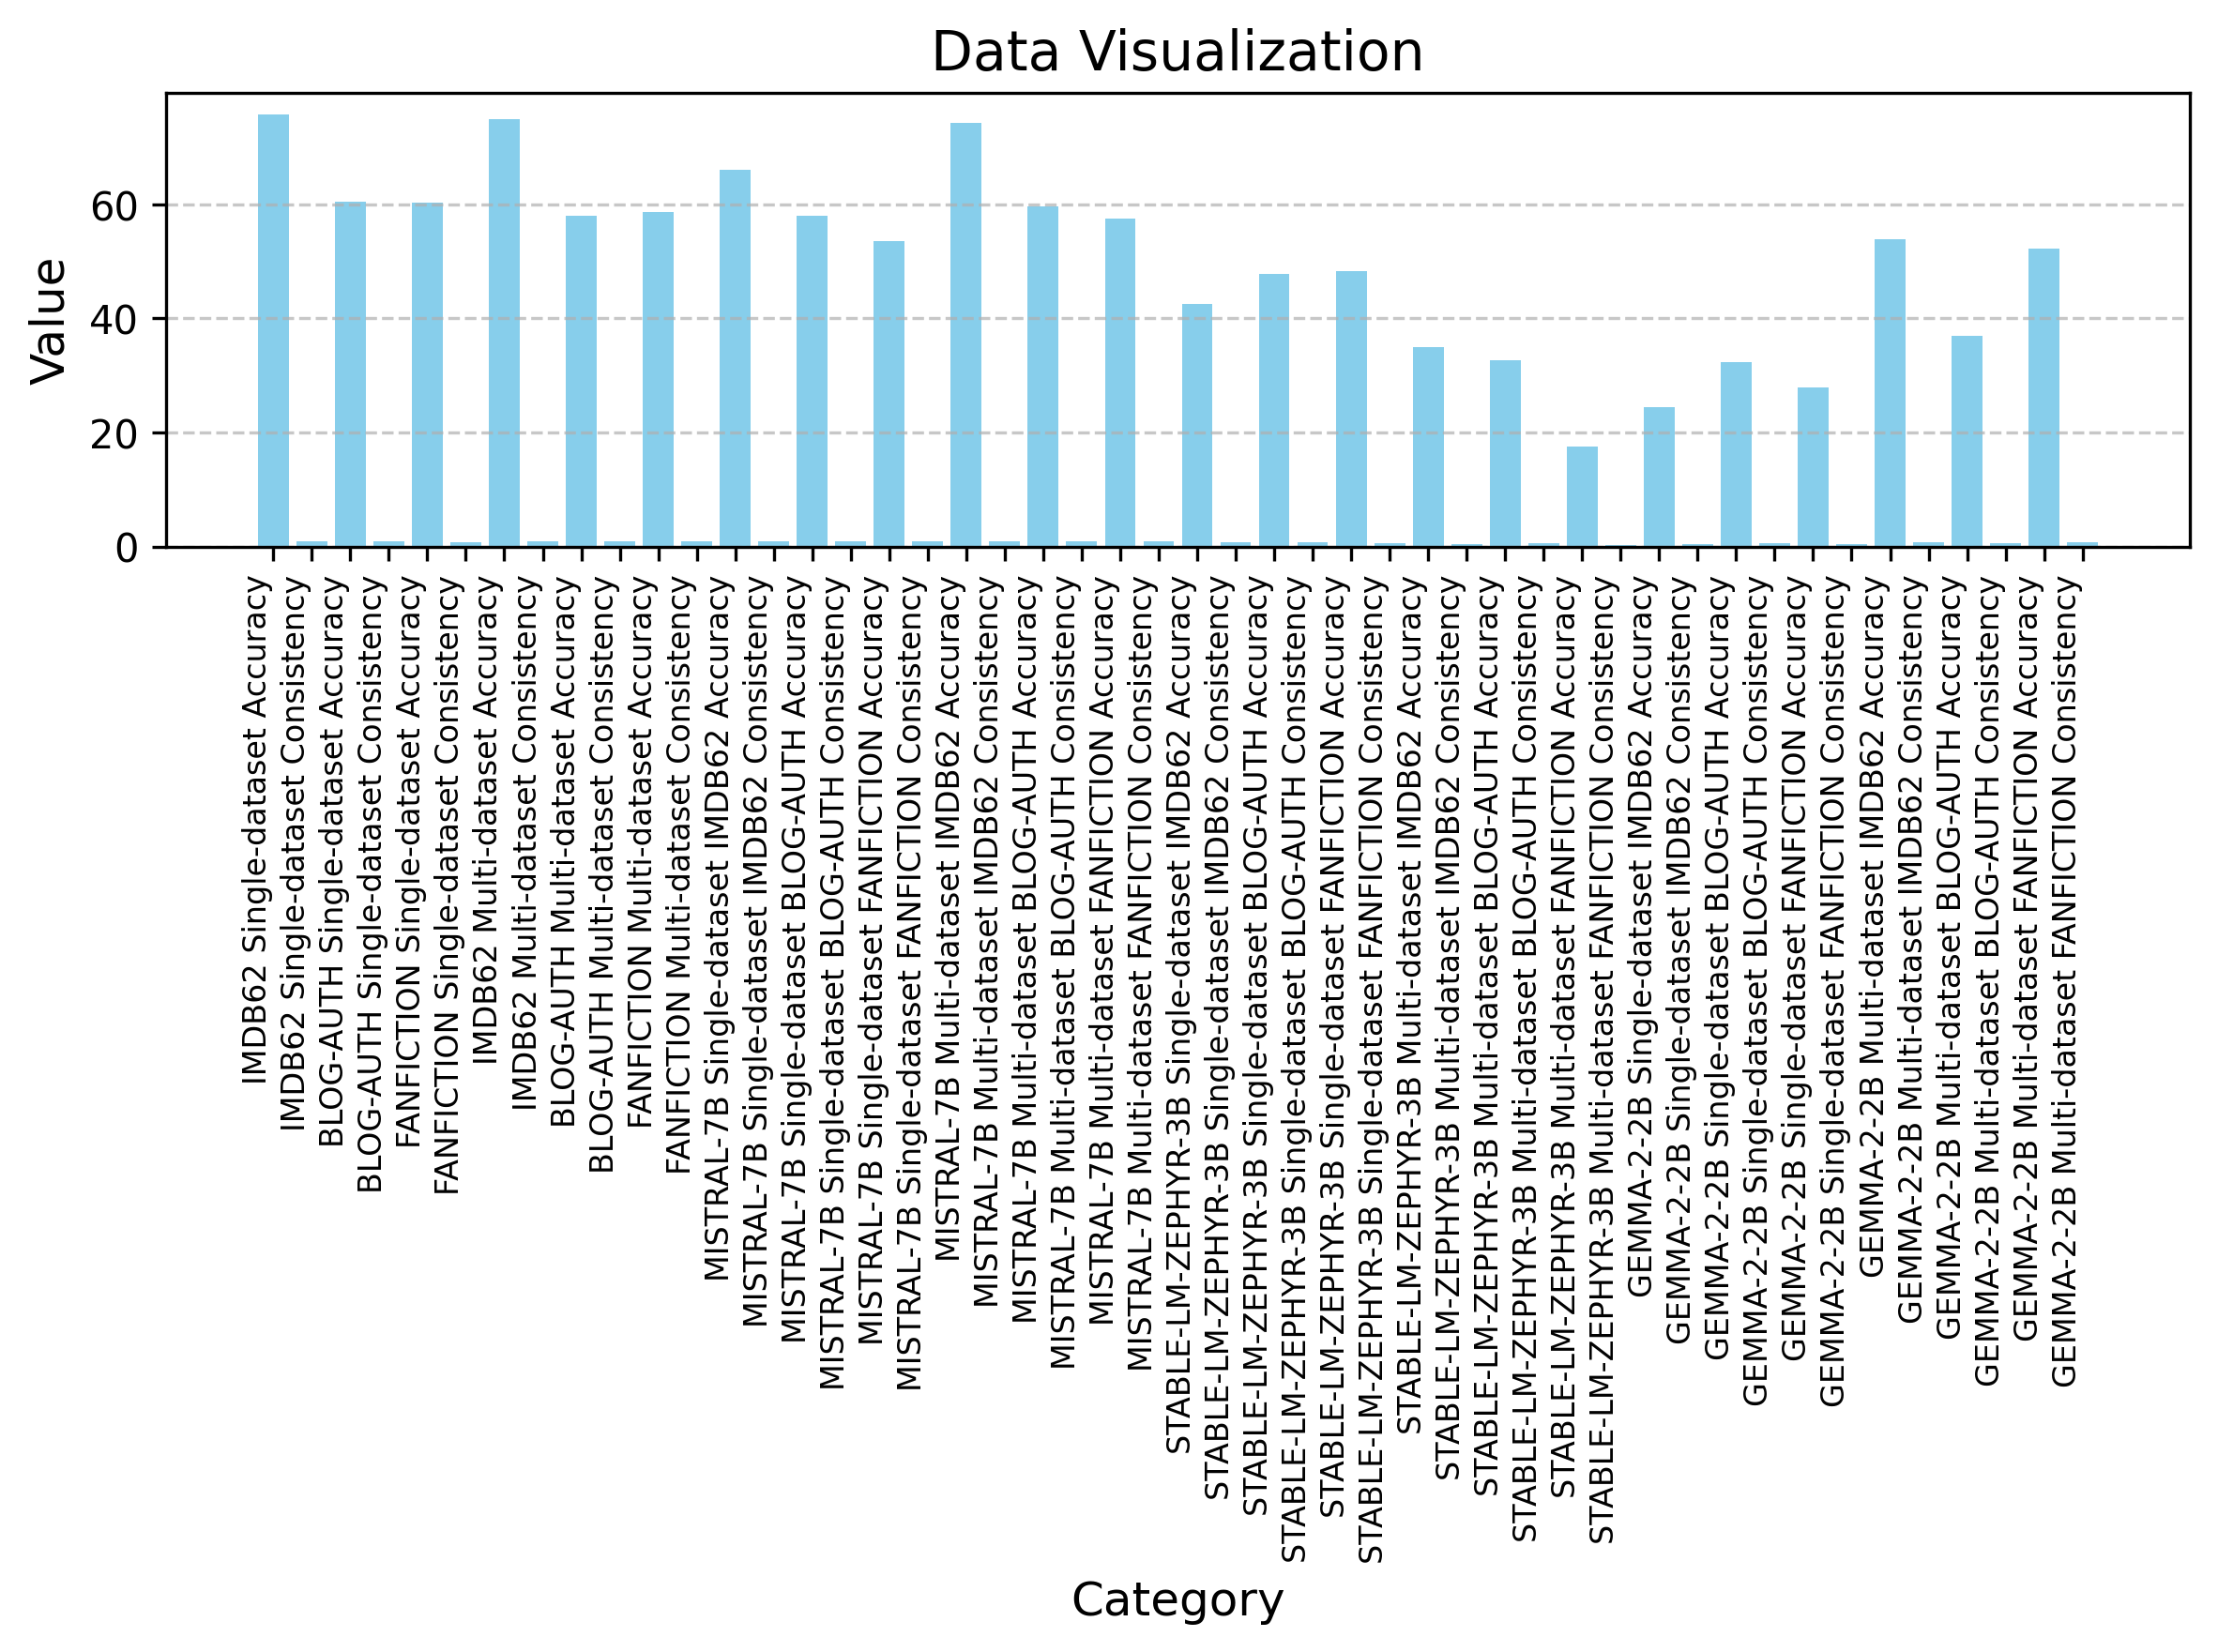 Data Visualization
Value
60
40
20
0
IMDB62 Single-dataset Accuracy
IMDB62 Single-dataset Consistency
BLOG-AUTH Single-dataset Accuracy
BLOG-AUTH Single-dataset Consistency
FANFICTION Single-dataset Accuracy
FANFICTION Single-dataset Consistency
IMDB62 Multi-dataset Accuracy
IMDB62 Multi-dataset Consistency
BLOG-AUTH Multi-dataset Accuracy
BLOG-AUTH Multi-dataset Consistency
FANFICTION Multi-dataset Accuracy
FANFICTION Multi-dataset Consistency
MISTRAL-7B Single-dataset IMDB62 Accuracy
MISTRAL-7B Single-dataset IMDB62 Consistency
MISTRAL-7B Single-dataset BLOG-AUTH Accuracy
MISTRAL-7B Single-dataset BLOG-AUTH Consistency
MISTRAL-7B Single-dataset FANFICTION Accuracy
MISTRAL-7B Single-dataset FANFICTION Consistency
MISTRAL-7B Multi-dataset IMDB62 Accuracy
MISTRAL-7B Multi-dataset IMDB62 Consistency
MISTRAL-7B Multi-dataset BLOG-AUTH Accuracy
MISTRAL-7B Multi-dataset BLOG-AUTH Consistency
MISTRAL-7B Multi-dataset FANFICTION Accuracy
MISTRAL-7B Multi-dataset FANFICTION Consistency
STABLE-LM-ZEPHYR-3B Single-dataset IMDB62 Accuracy
STABLE-LM-ZEPHYR-3B Single-dataset IMDB62 Consistency
STABLE-LM-ZEPHYR-3B Single-dataset BLOG-AUTH Accuracy
STABLE-LM-ZEPHYR-3B Single-dataset BLOG-AUTH Consistency
STABLE-LM-ZEPHYR-3B Single-dataset FANFICTION Accuracy
STABLE-LM-ZEPHYR-3B Single-dataset FANFICTION Consistency
STABLE-LM-ZEPHYR-3B Multi-dataset IMDB62 Accuracy
STABLE-LM-ZEPHYR-3B Multi-dataset IMDB62 Consistency
STABLE-LM-ZEPHYR-3B Multi-dataset BLOG-AUTH Accuracy
STABLE-LM-ZEPHYR-3B Multi-dataset BLOG-AUTH Consistency
STABLE-LM-ZEPHYR-3B Multi-dataset FANFICTION Accuracy
STABLE-LM-ZEPHYR-3B Multi-dataset FANFICTION Consistency
GEMMA-2-2B Single-dataset IMDB62 Accuracy
GEMMA-2-2B Single-dataset IMDB62 Consistency
GEMMA-2-2B Single-dataset BLOG-AUTH Accuracy
GEMMA-2-2B Single-dataset BLOG-AUTH Consistency
GEMMA-2-2B Single-dataset FANFICTION Accuracy
GEMMA-2-2B Single-dataset FANFICTION Consistency
GEMMA-2-2B Multi-dataset IMDB62 Accuracy
GEMMA-2-2B Multi-dataset IMDB62 Consistency
GEMMA-2-2B Multi-dataset BLOG-AUTH Accuracy
GEMMA-2-2B Multi-dataset BLOG-AUTH Consistency
GEMMA-2-2B Multi-dataset FANFICTION Accuracy
GEMMA-2-2B Multi-dataset FANFICTION Consistency
Category